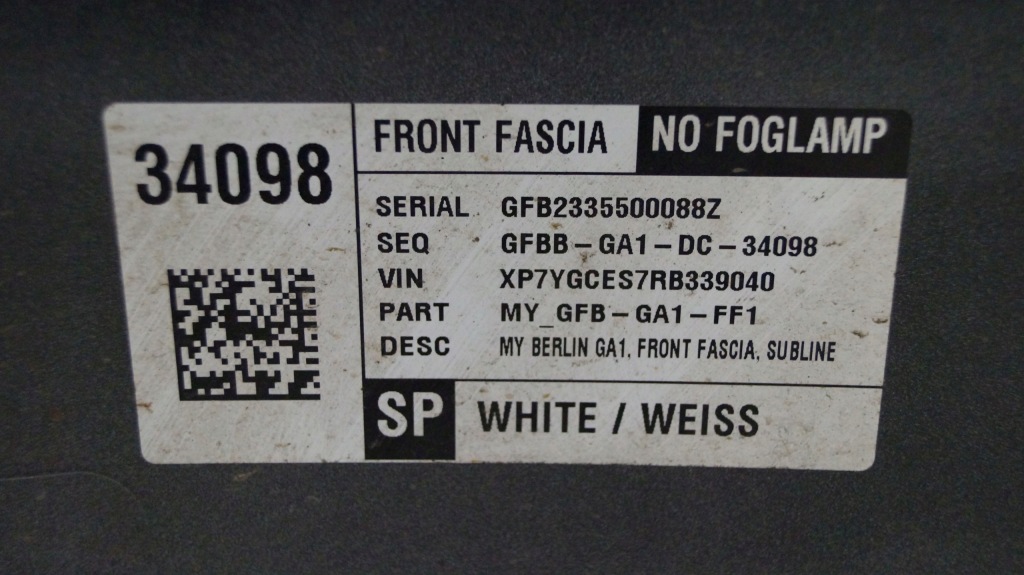 34098
FRONT FASCIA NO FOGLAMP
SERIAL GFB2335500088Z
SEQ GFBB-GA1-DC-34098
VIN XP7YGCES7RB339040
PART MY_GFB-GA1-FF1
DESC MY BERLIN GA1, FRONT FASCIA, SUBLINE
SP WHITE / WEISS